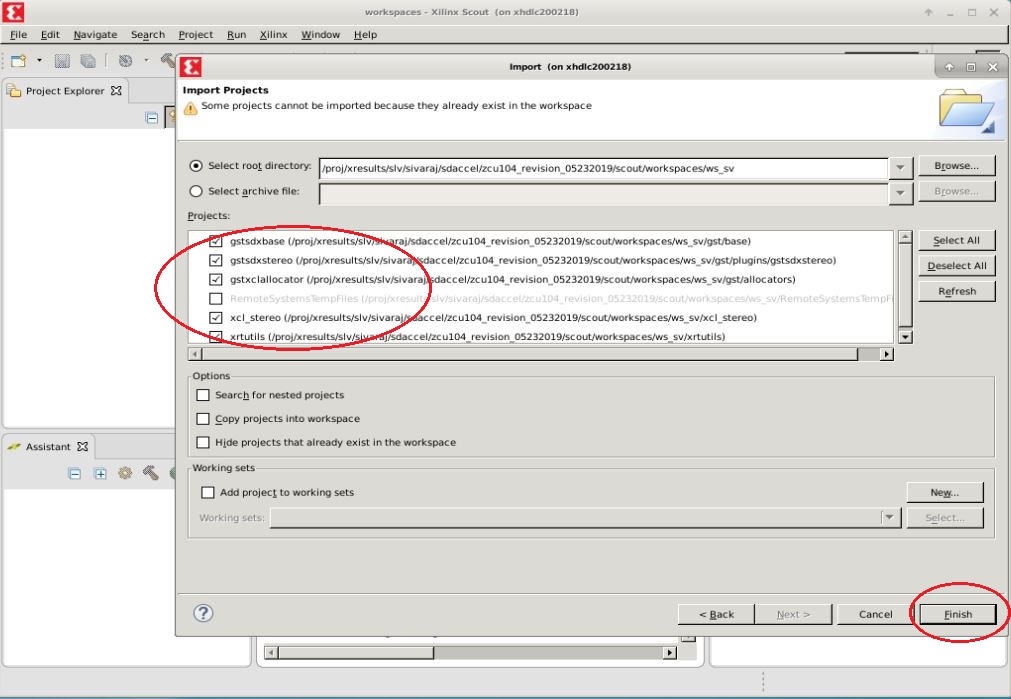 workspaces - Xilinx Scout (on xhdlc200218)
File Edit Navigate Search Project Run Xilinx Window Help
Import (on xhdlc200218)
Project Explorer
Import Projects
Some projects cannot be imported because they already exist in the workspace
Select root directory: /proj/xresults/slv/sivaraj/sdaccel/zcu104_revision_05232019/scout/workspaces/ws_sv Browse...
Select archive file: Browse...
Projects:
gstsdxbase (/proj/xresults/slv/sivaraj/sdaccel/zcu104_revision_05232019/scout/workspaces/ws_sv/gst/base) Select All
gstsdxstereo (/proj/xresults/slv/sivaraj/sdaccel/zcu104_revision_05232019/scout/workspaces/ws_sv/gst/plugins/gstsdxstereo)
Deselect All
gstxclallocator (/proj/xresults/slv/sivaraj/sdaccel/zcu104_revision_05232019/scout/workspaces/ws_sv/gst/allocators)
Refresh
RemoteSystemsTempFiles (/proj/xresults/slv/sivaraj/sdaccel/zcu104_revision_05232019/scout/workspaces/ws_sv/RemoteSystemsTempFi
xcl_stereo (/proj/xresults/slv/sivaraj/sdaccel/zcu104_revision_05232019/scout/workspaces/ws_sv/xcl_stereo)
xrtutils (/proj/xresults/slv/sivaraj/sdaccel/zcu104_revision_05232019/scout/workspaces/ws_sv/xrtutils)
Options
Search for nested projects
Copy projects into workspace
Hide projects that already exist in the workspace
Assistant
Working sets
Add project to working sets New...
Working sets: Select...
? < Back Next > Cancel Finish